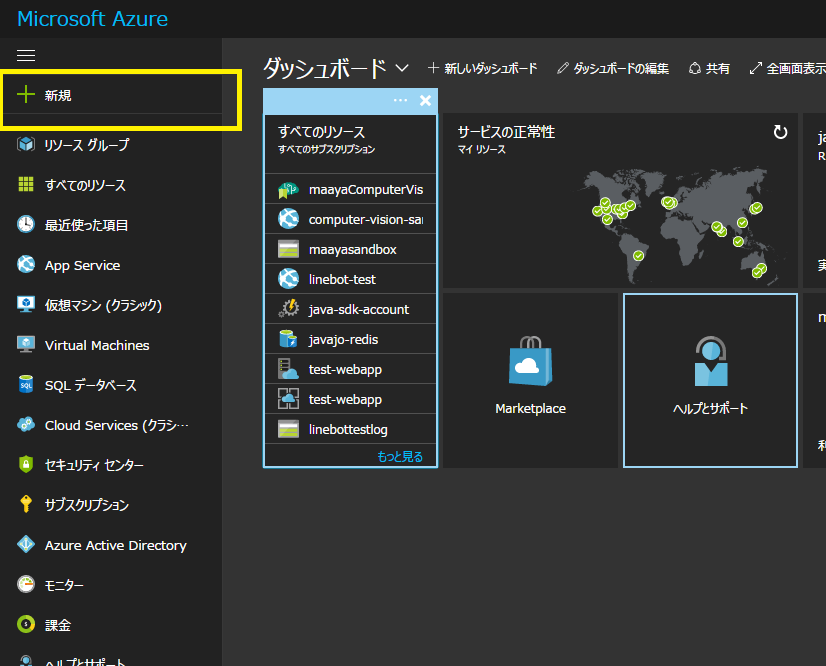 Microsoft Azure
新規
リソース グループ
すべてのリソース
最近使った項目
App Service
仮想マシン (クラシック)
Virtual Machines
SQL データベース
Cloud Services (クラシ…
セキュリティ センター
サブスクリプション
Azure Active Directory
モニター
課金
ヘルプとサポート
ダッシュボード
新しいダッシュボード
ダッシュボードの編集
共有
全画面表示
すべてのリソース
すべてのサブスクリプション
maayaComputerVis
computer-vision-sar
maayasandbox
linebot-test
java-sdk-account
javajo-redis
test-webapp
test-webapp
linebottestlog
もっと見る
サービスの正常性
マイ リソース
Marketplace
ヘルプとサポート
ja
R
実
m
利